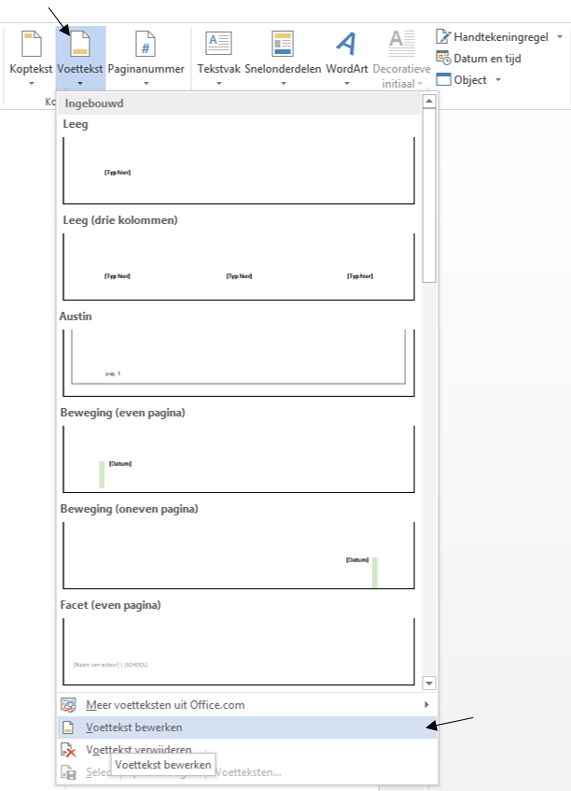 Koptekst Voettekst Paginanummer
Tekstvak Snelonderdelen WordArt Decoratieve initiaal
Handtekeningregel
Datum en tijd
Object
Ko
Ingebouwd
Leeg
[Typ hier]
Leeg (drie kolommen)
[Typ hier] [Typ hier] [Typ hier]
Austin
pag. 1
Beweging (even pagina)
[Datum]
Beweging (oneven pagina)
[Datum]
Facet (even pagina)
[Naam van auteur] | [SCHOOL]
Meer voetteksten uit Office.com
Voettekst bewerken
Voettekst verwijderen
Voettekst bewerken
Selec Voetteksten...